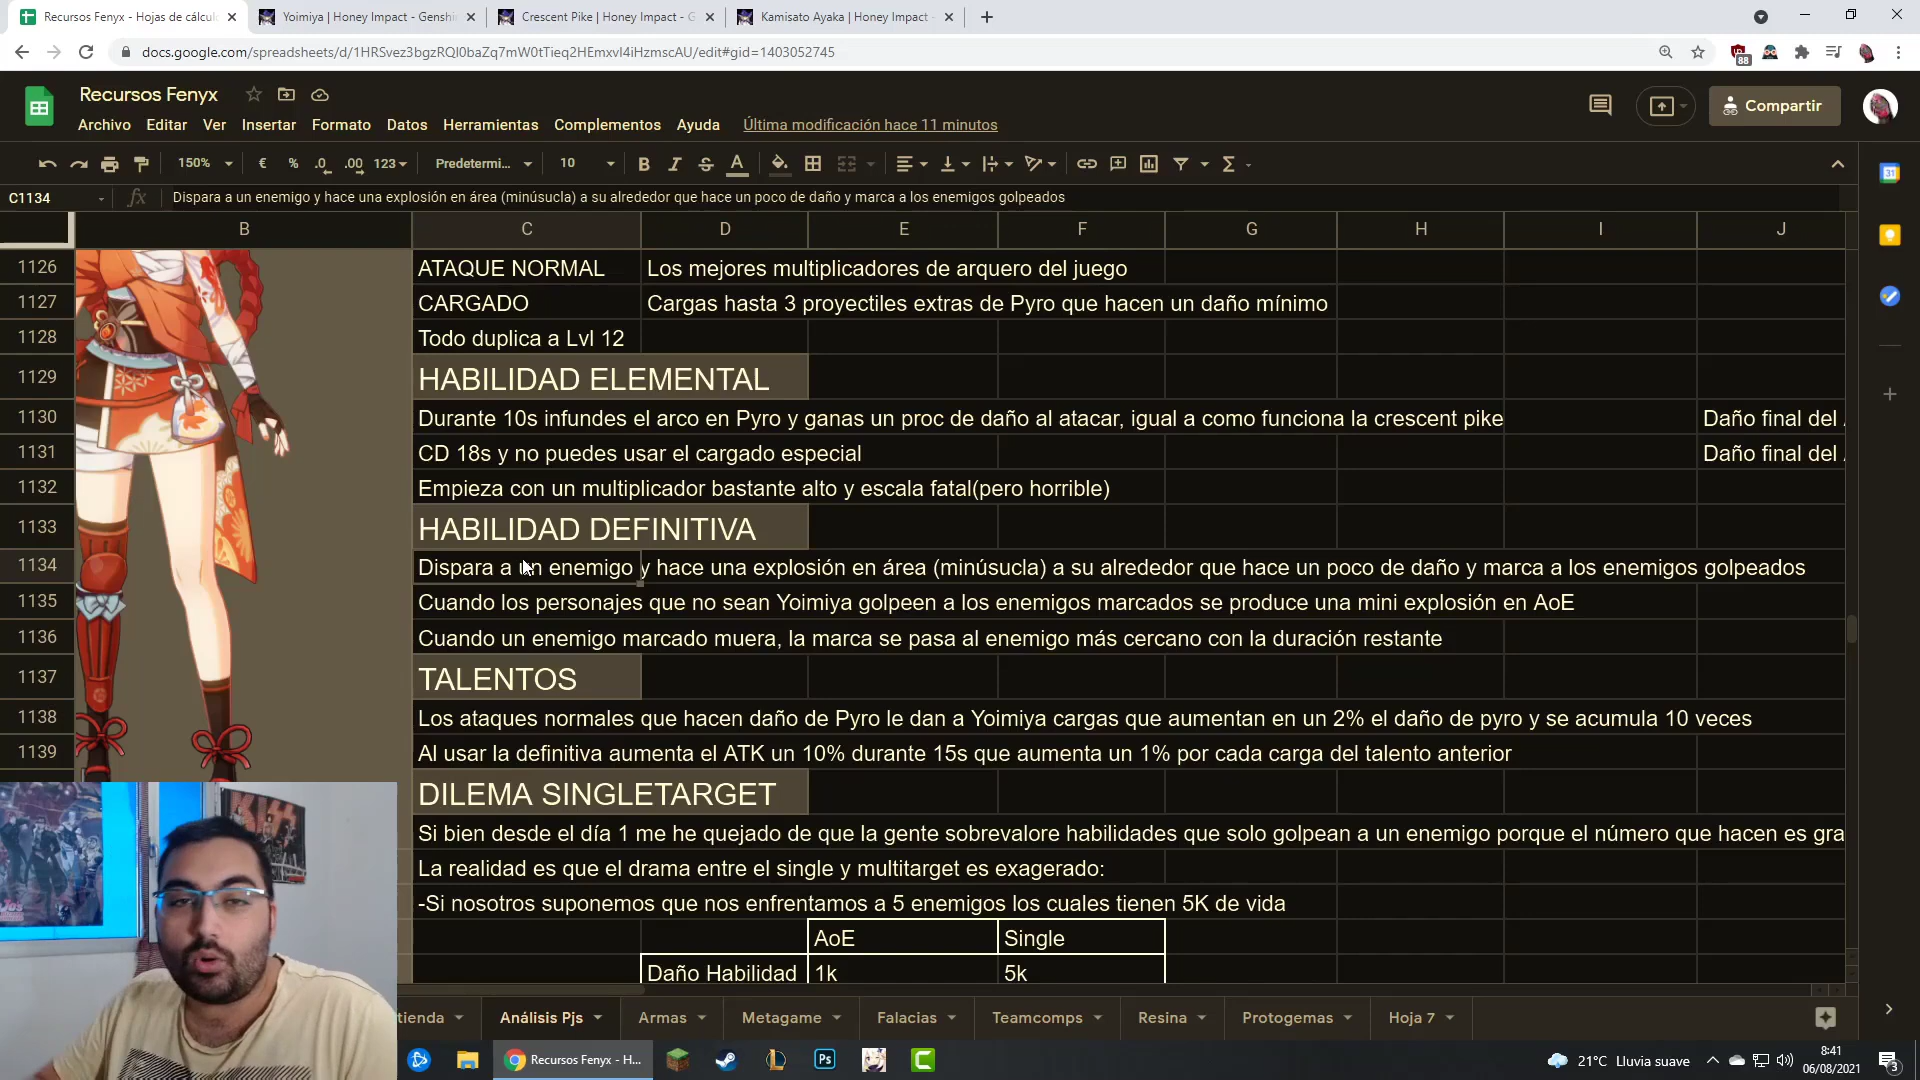 Recursos Fenyx - Hojas de cálcul
Yoimiya | Honey Impact - Genshin
Crescent Pike | Honey Impact - G
Kamisato Ayaka | Honey Impact -
docs.google.com/spreadsheets/d/1HRSvez3bgzRQI0baZq7mW0tTieq2HEmxvl4iHzmscAU/edit#gid=1403052745
88
Recursos Fenyx
Compartir
Archivo Editar Ver Insertar Formato Datos Herramientas Complementos Ayuda Última modificación hace 11 minutos
150% € % .0 .00 123 Predetermi... 10 B I S A Σ
C1134 fx Dispara a un enemigo y hace una explosión en área (minúsucla) a su alrededor que hace un poco de daño y marca a los enemigos golpeados
B C D E F G H I J
1126 ATAQUE NORMAL Los mejores multiplicadores de arquero del juego
1127 CARGADO Cargas hasta 3 proyectiles extras de Pyro que hacen un daño mínimo
1128 Todo duplica a Lvl 12
1129 HABILIDAD ELEMENTAL
1130 Durante 10s infundes el arco en Pyro y ganas un proc de daño al atacar, igual a como funciona la crescent pike Daño final del
1131 CD 18s y no puedes usar el cargado especial Daño final del
1132 Empieza con un multiplicador bastante alto y escala fatal(pero horrible)
1133 HABILIDAD DEFINITIVA
1134 Dispara a un enemigo y hace una explosión en área (minúsucla) a su alrededor que hace un poco de daño y marca a los enemigos golpeados
1135 Cuando los personajes que no sean Yoimiya golpeen a los enemigos marcados se produce una mini explosión en AoE
1136 Cuando un enemigo marcado muera, la marca se pasa al enemigo más cercano con la duración restante
1137 TALENTOS
1138 Los ataques normales que hacen daño de Pyro le dan a Yoimiya cargas que aumentan en un 2% el daño de pyro y se acumula 10 veces
1139 Al usar la definitiva aumenta el ATK un 10% durante 15s que aumenta un 1% por cada carga del talento anterior
DILEMA SINGLETARGET
Si bien desde el día 1 me he quejado de que la gente sobrevalore habilidades que solo golpean a un enemigo porque el número que hacen es gra
La realidad es que el drama entre el single y multitarget es exagerado:
-Si nosotros suponemos que nos enfrentamos a 5 enemigos los cuales tienen 5K de vida
AoE Single
Daño Habilidad 1k 5k
tienda Análisis Pjs Armas Metagame Falacias Teamcomps Resina Protogemas Hoja 7
Recursos Fenyx - H... Ps 21°C Lluvia suave 8:41
06/08/2021 3